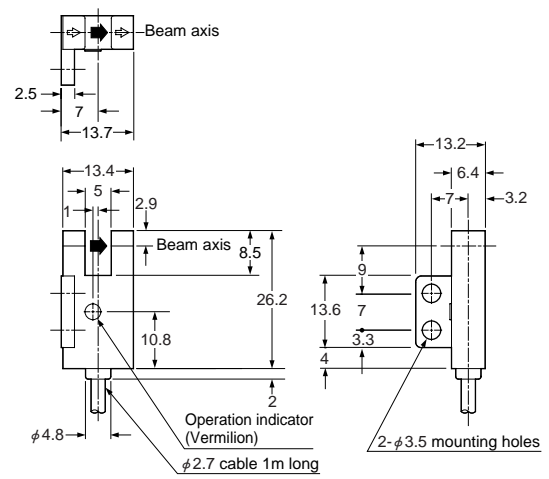 Beam axis
2.5
7
13.7
13.4
5
1
2.9
Beam axis
8.5
26.2
10.8
2
Operation indicator
(Vermilion)
φ4.8
φ2.7 cable 1m long
13.2
6.4
7
3.2
9
13.6
7
3.3
4
2-φ3.5 mounting holes